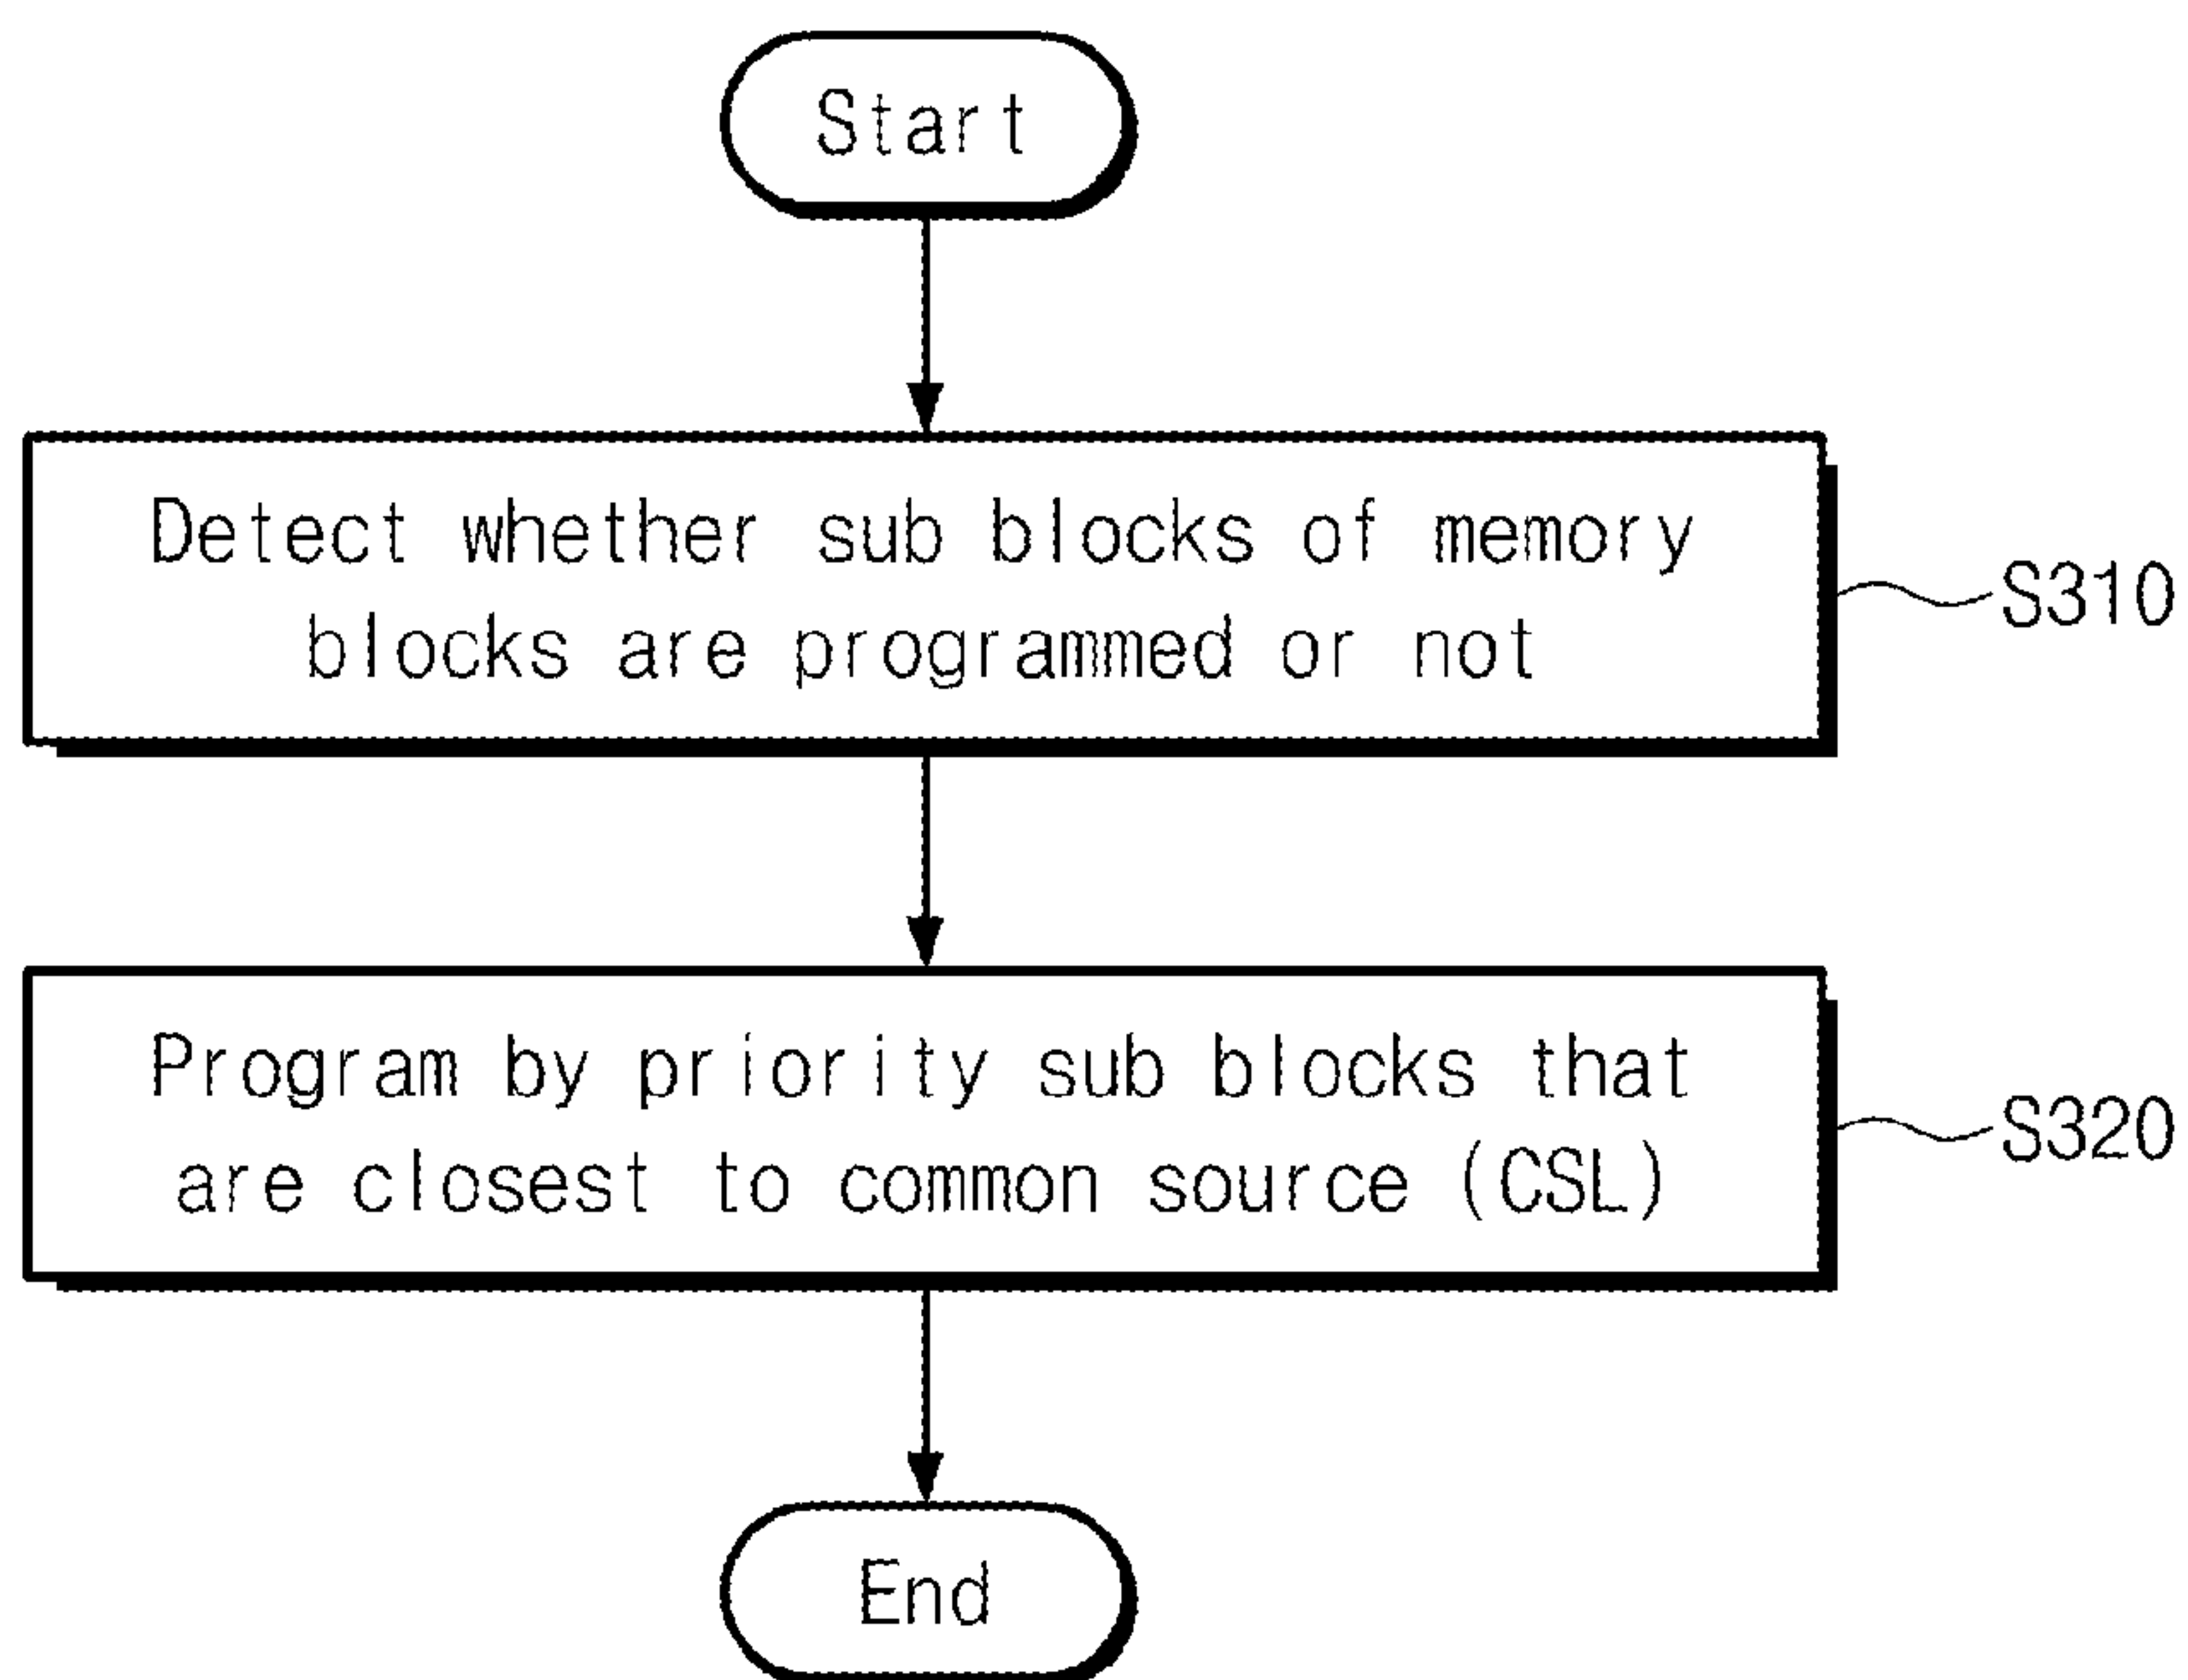 Start
Detect whether sub blocks of memory
blocks are programmed or not
S310
Program by priority sub blocks that
are closest to common source (CSL)
S320
End